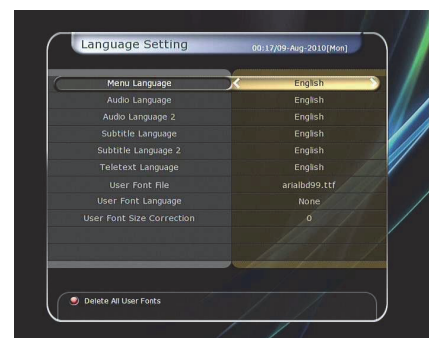 Language Setting 00:17/09-Aug-2010[Mon]
Menu Language English
Audio Language English
Audio Language 2 English
Subtitle Language English
Subtitle Language 2 English
Teletext Language English
User Font File arialbd99.ttf
User Font Language None
User Font Size Correction 0
Delete All User Fonts